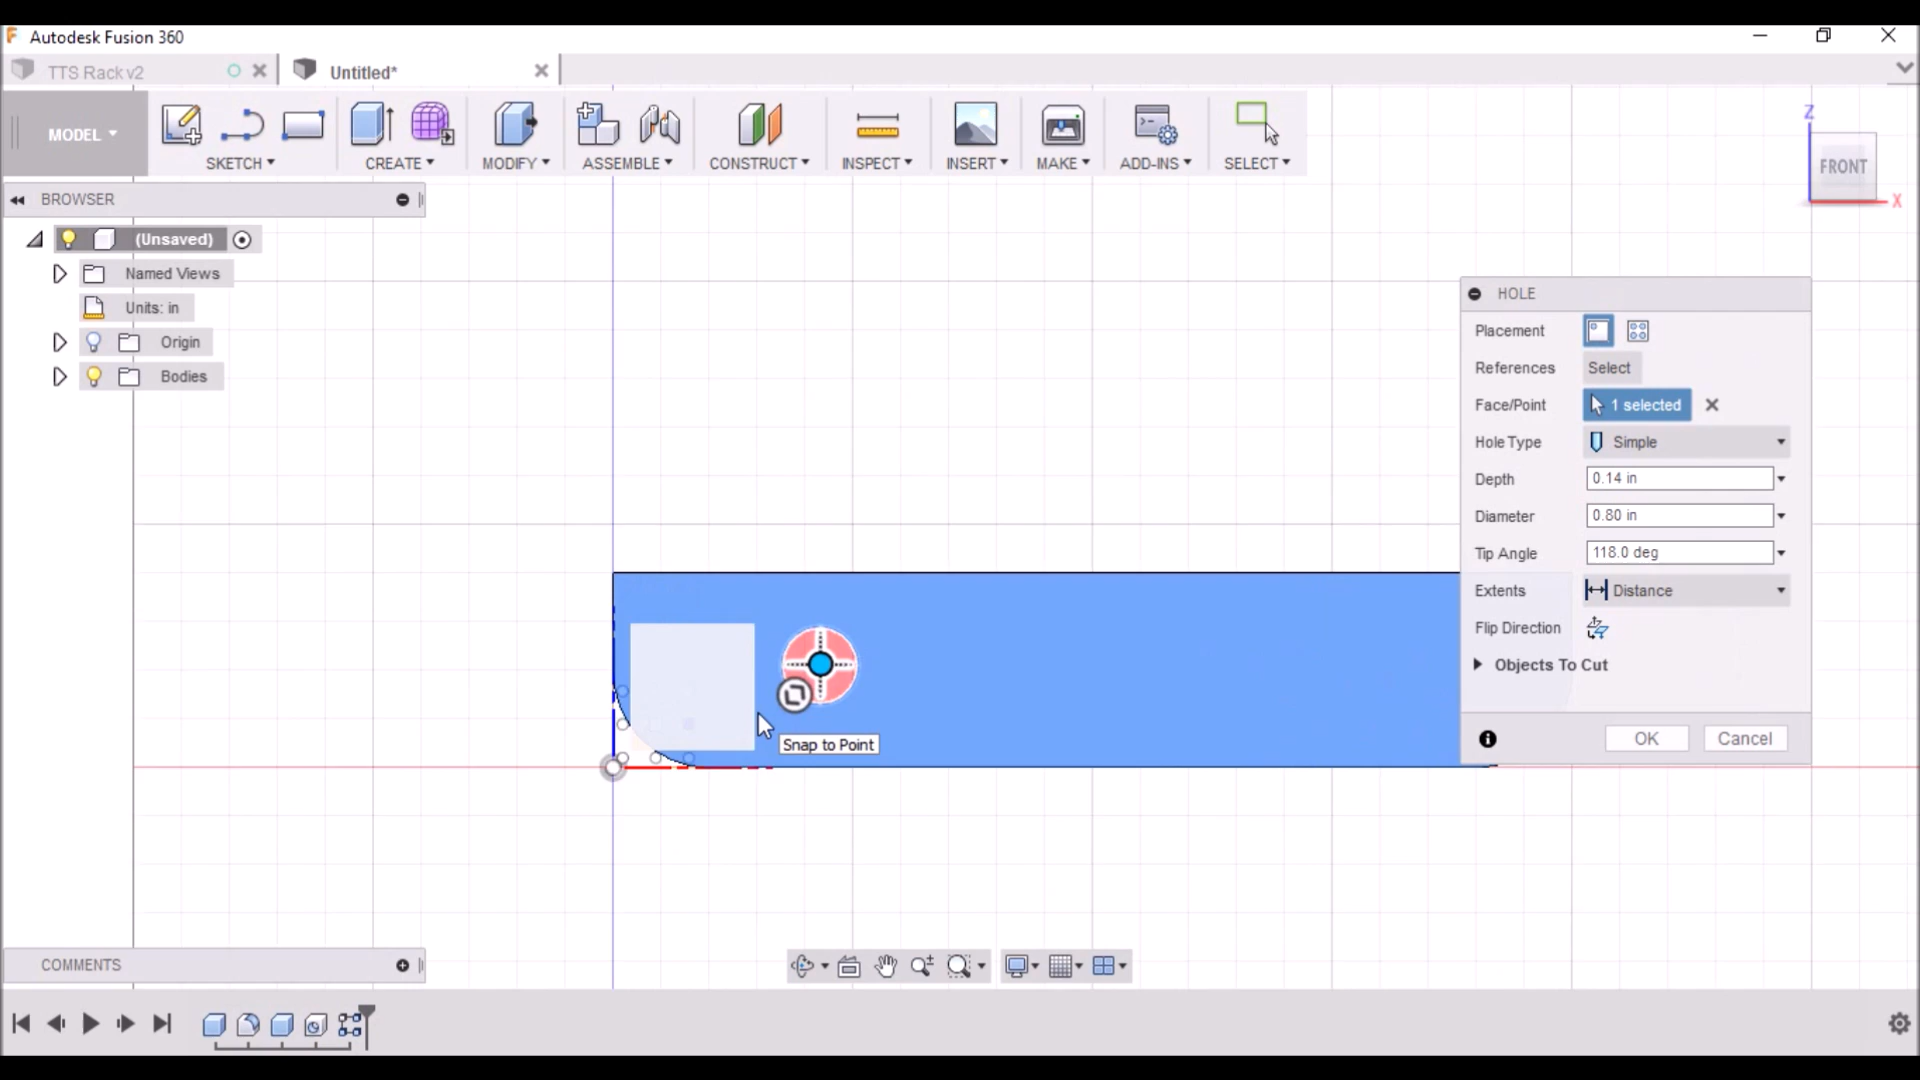 Autodesk Fusion 360
TTS Rack v2
Untitled*
MODEL
SKETCH
CREATE
MODIFY
ASSEMBLE
CONSTRUCT
INSPECT
INSERT
MAKE
ADD-INS
SELECT
Z
FRONT
X
BROWSER
(Unsaved)
Named Views
Units: in
Origin
Bodies
HOLE
Placement
References Select
Face/Point 1 selected
Hole Type Simple
Depth 0.14 in
Diameter 0.80 in
Tip Angle 118.0 deg
Extents Distance
Flip Direction
Objects To Cut
OK Cancel
Snap to Point
COMMENTS